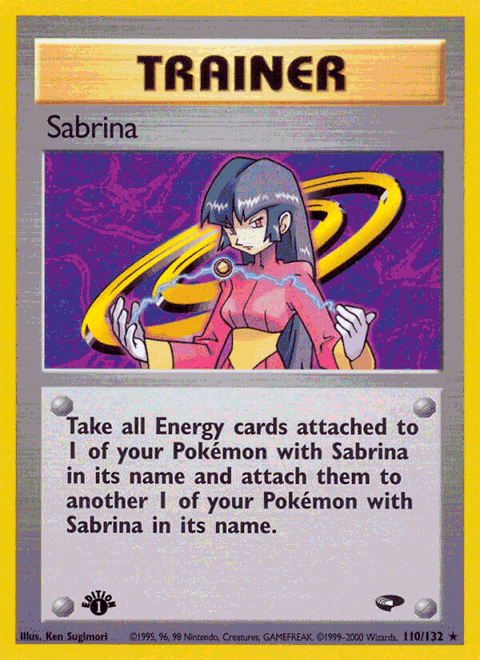 TRAINER
Sabrina
Take all Energy cards attached to
1 of your Pokémon with Sabrina
in its name and attach them to
another 1 of your Pokémon with
Sabrina in its name.
EDITION
1
Illus. Ken Sugimori ©1995, 96, 98 Nintendo, Creatures, GAMEFREAK. ©1999-2000 Wizards. 110/132 ★